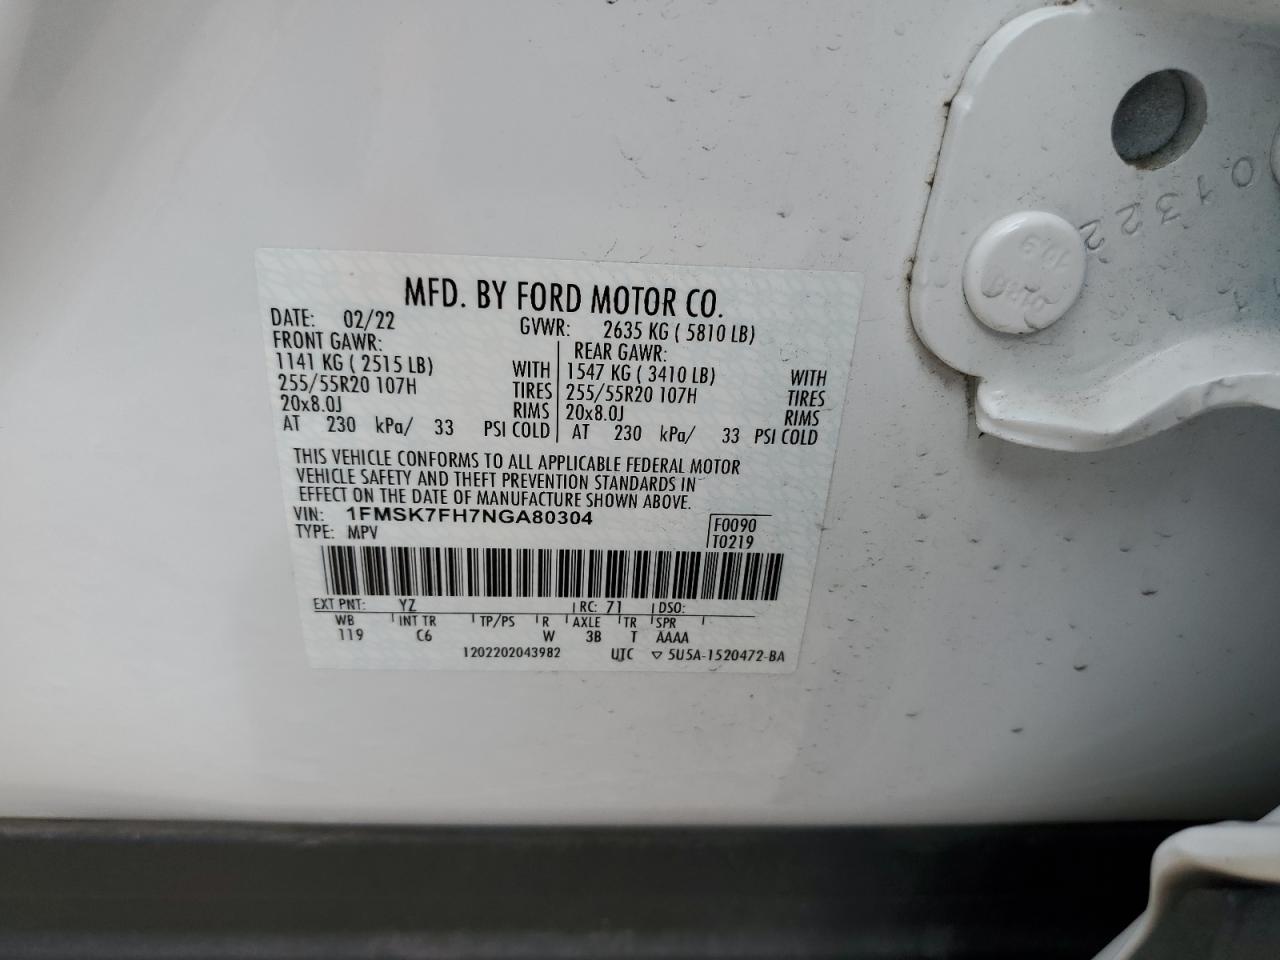 MFD. BY FORD MOTOR CO.
DATE: 02/22 GVWR: 2635 KG ( 5810 LB)
FRONT GAWR: REAR GAWR:
1141 KG ( 2515 LB) WITH 1547 KG ( 3410 LB) WITH
255/55R20 107H TIRES 255/55R20 107H TIRES
20x8.0J RIMS 20x8.0J RIMS
AT 230 kPa/ 33 PSI COLD AT 230 kPa/ 33 PSI COLD
THIS VEHICLE CONFORMS TO ALL APPLICABLE FEDERAL MOTOR
VEHICLE SAFETY AND THEFT PREVENTION STANDARDS IN
EFFECT ON THE DATE OF MANUFACTURE SHOWN ABOVE.
VIN: 1FMSK7FH7NGA80304 F0090
TYPE: MPV T0219
EXT PNT: YZ RC: 71 DSO:
WB INT TR TP/PS R AXLE TR SPR
119 C6 W 3B T AAAA
1202202043982 UTC ▽ 5U5A-1520472-BA
01322
10.9